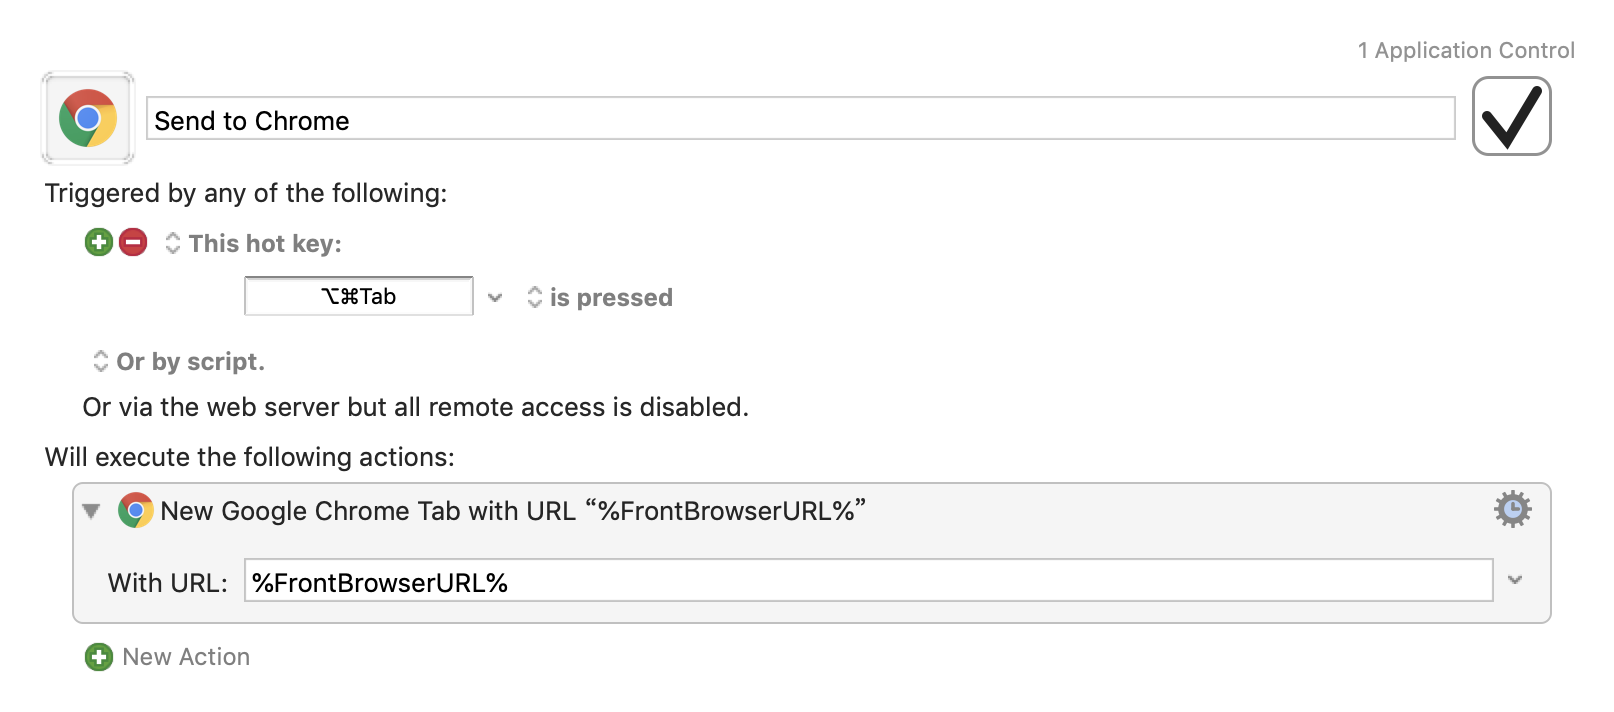 1 Application Control
Send to Chrome
Triggered by any of the following:
This hot key:
⌥⌘Tab
is pressed
Or by script.
Or via the web server but all remote access is disabled.
Will execute the following actions:
New Google Chrome Tab with URL “%FrontBrowserURL%”
With URL: %FrontBrowserURL%
New Action